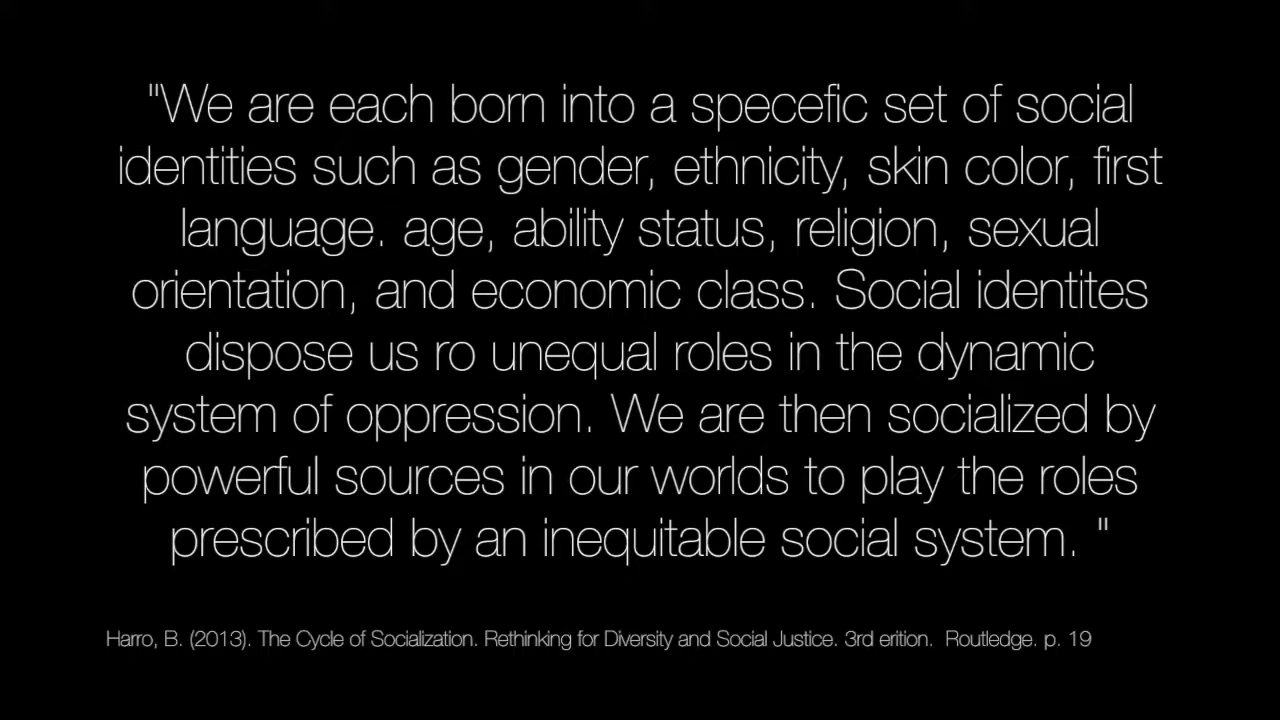 "We are each born into a specefic set of social
identities such as gender, ethnicity, skin color, first
language. age, ability status, religion, sexual
orientation, and economic class. Social identites
dispose us ro unequal roles in the dynamic
system of oppression. We are then socialized by
powerful sources in our worlds to play the roles
prescribed by an inequitable social system. "
Harro, B. (2013). The Cycle of Socialization. Rethinking for Diversity and Social Justice. 3rd erition.  Routledge. p. 19